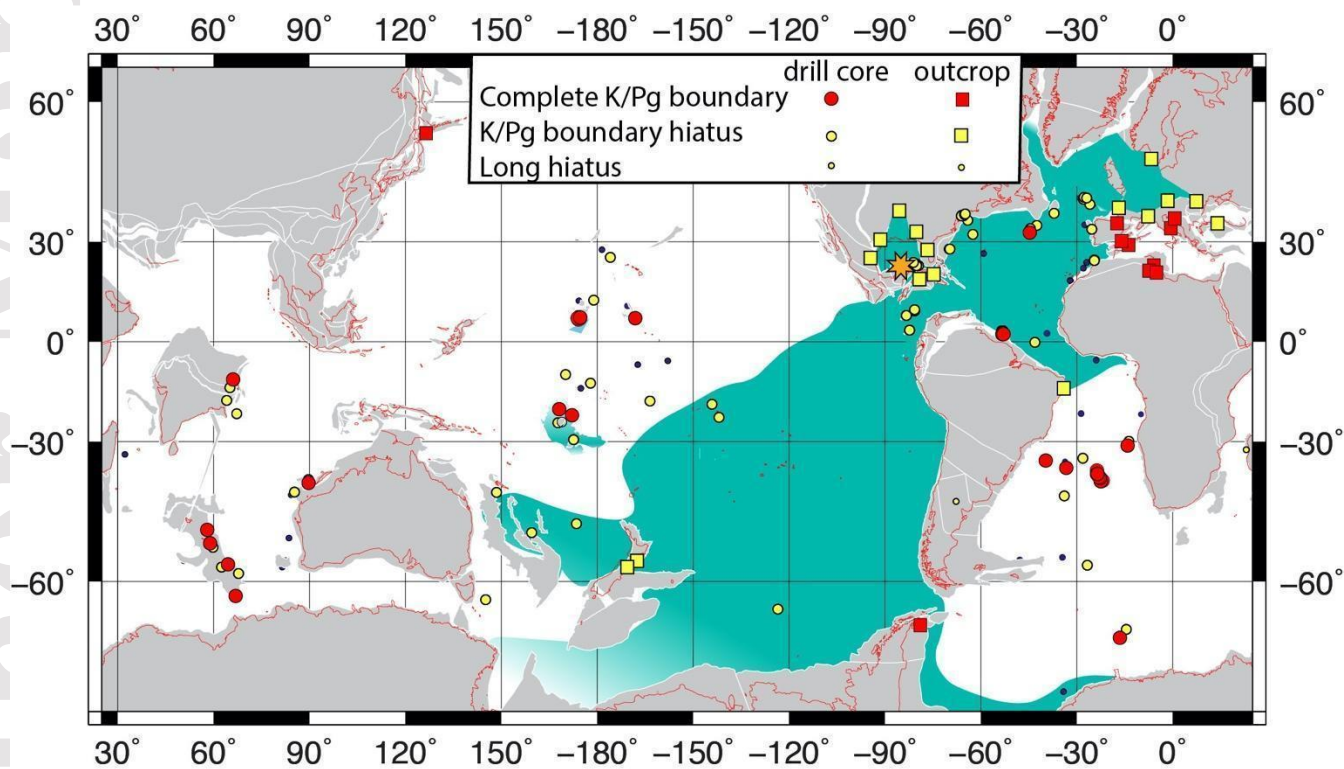 30° 60° 90° 120° 150° −180° −150° −120° −90° −60° −30° 0°
drill core outcrop
Complete K/Pg boundary
K/Pg boundary hiatus
Long hiatus
60° 60°
30° 30°
0° 0°
−30° −30°
−60° −60°
30° 60° 90° 120° 150° −180° −150° −120° −90° −60° −30° 0°